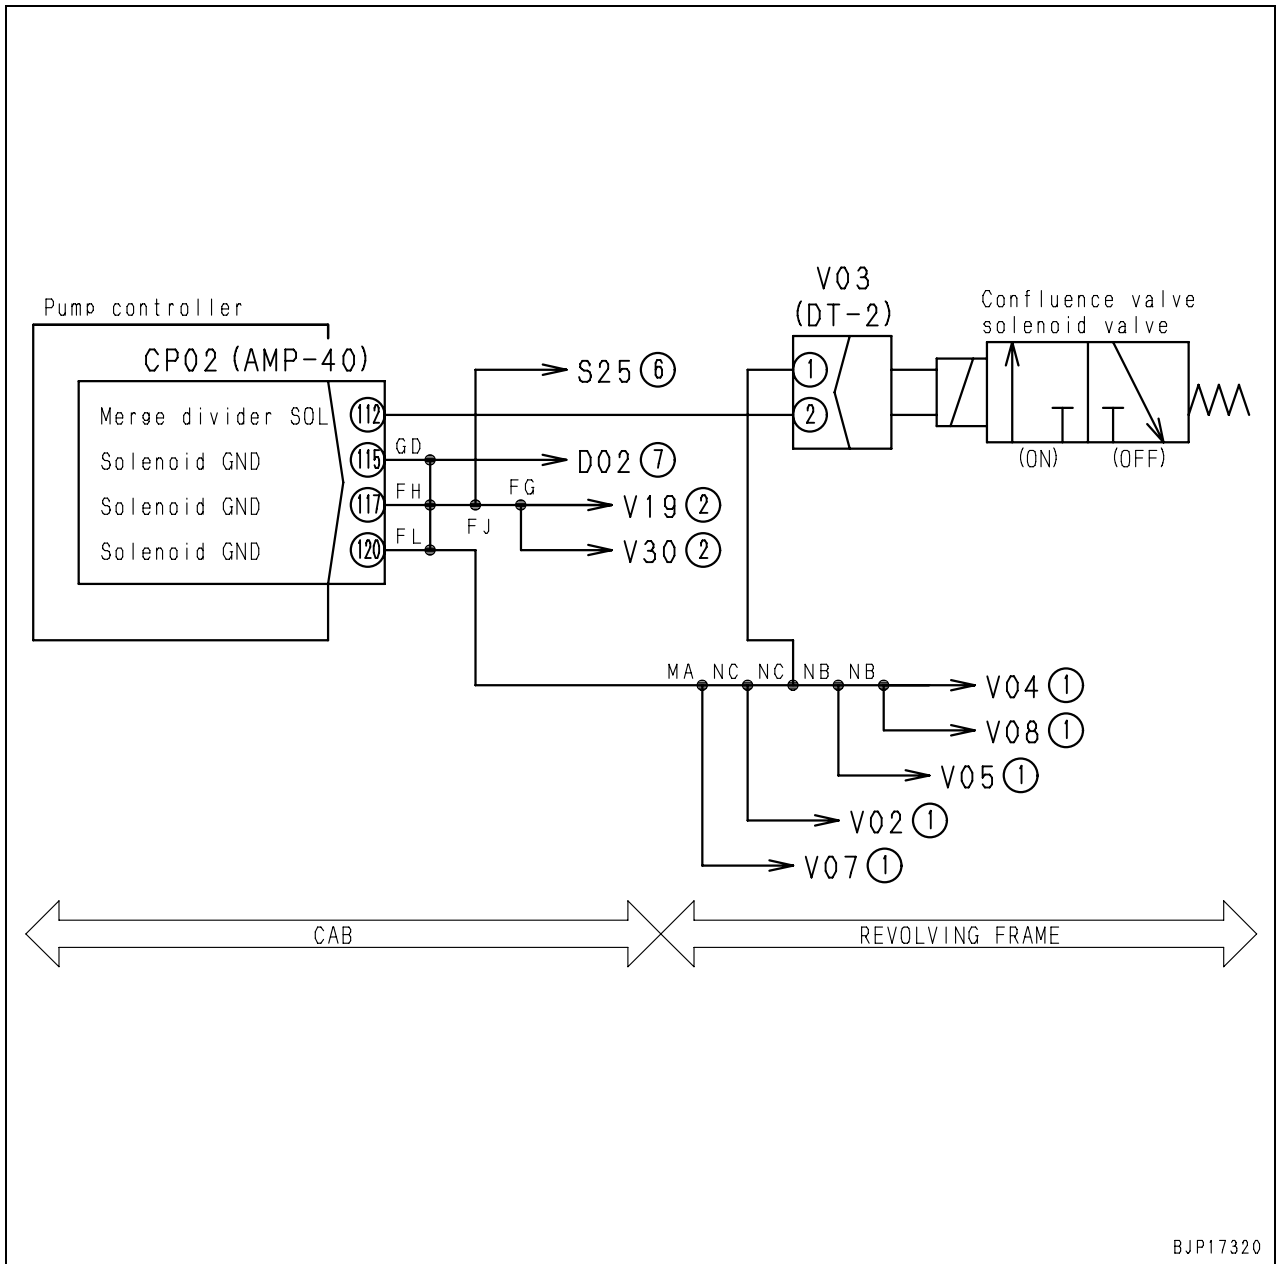 V03
(DT-2)
Confluence valve
solenoid valve
Pump controller
CP02 (AMP-40)
Merge divider SOL 112
Solenoid GND 115
Solenoid GND 117
Solenoid GND 120
GD
FH
FL
FJ
FG
S25 6
D02 7
V19 2
V30 2
1
2
(ON)
(OFF)
MA NC NC NB NB
V04 1
V08 1
V05 1
V02 1
V07 1
CAB
REVOLVING FRAME
BJP17320